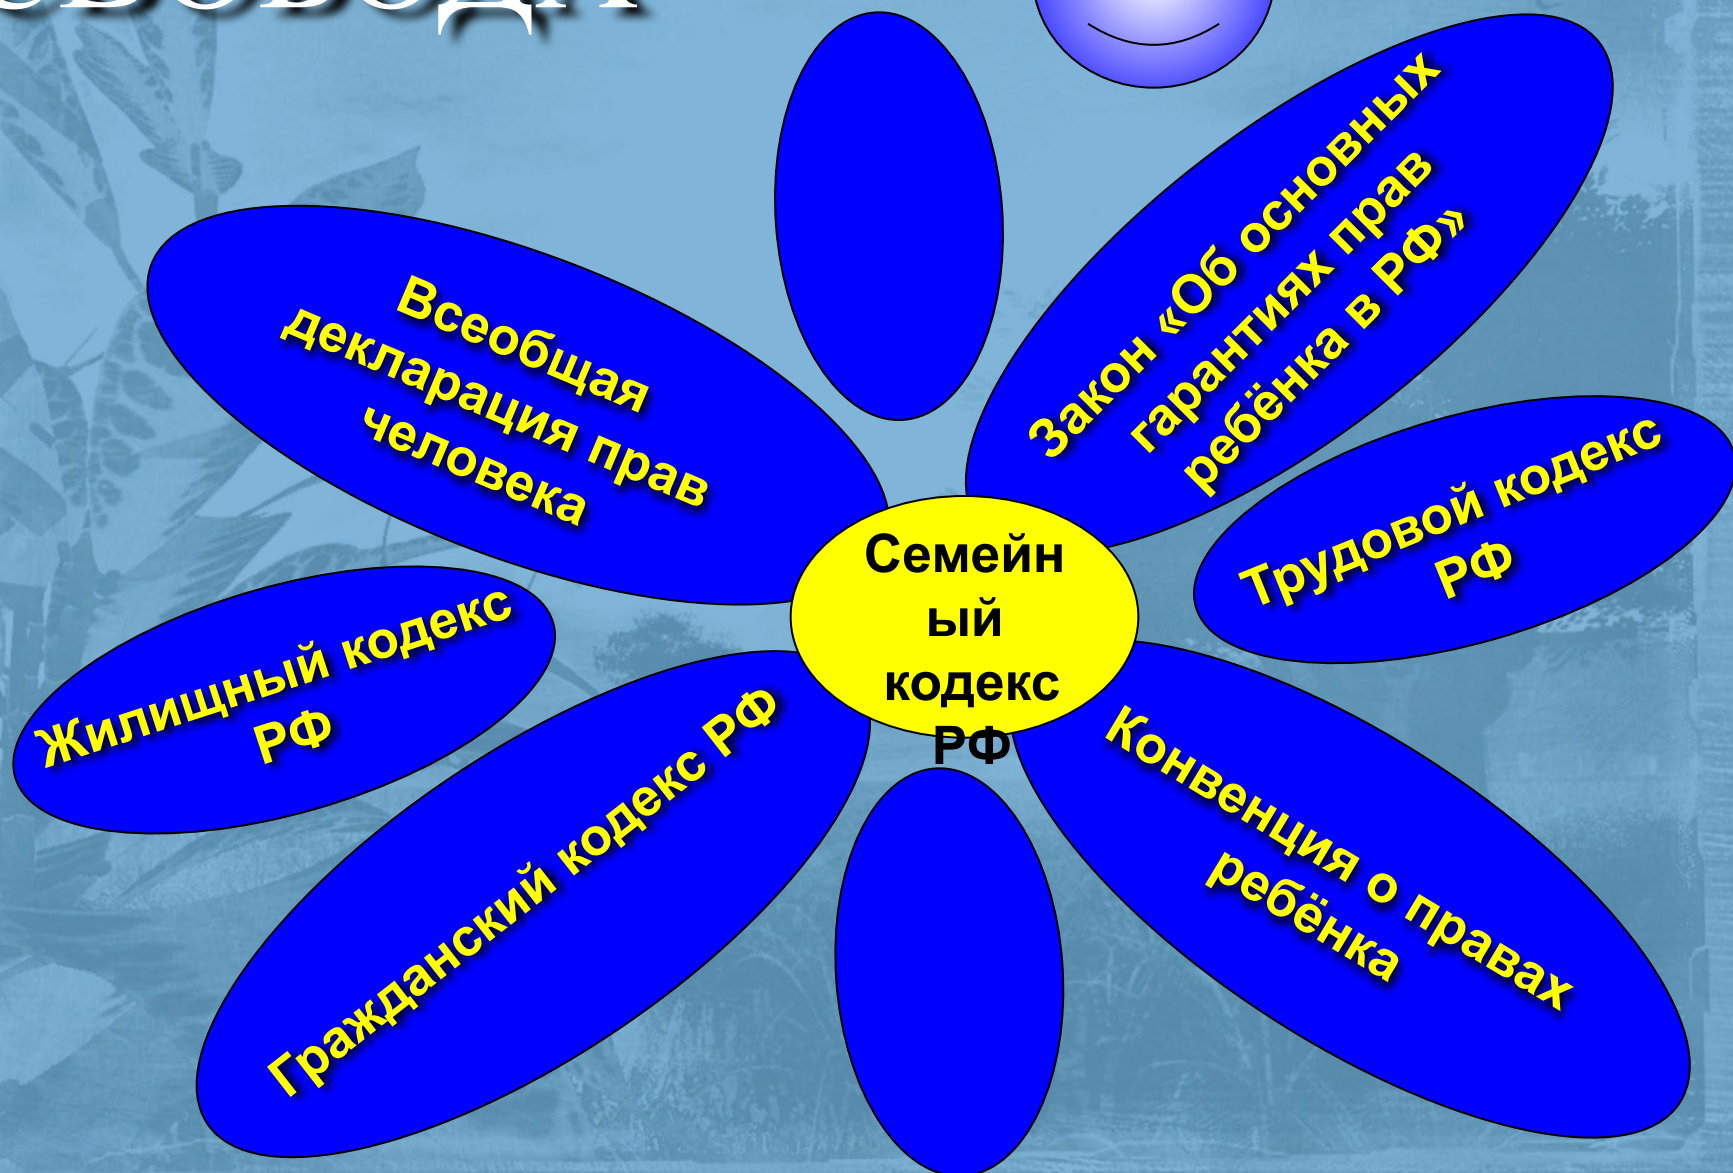 Закон «Об основных
гарантиях прав
ребёнка в РФ»
Всеобщая
декларация прав
человека
Трудовой кодекс
РФ
Семейн
ый
кодекс
РФ
Жилищный кодекс
РФ
Гражданский кодекс РФ
Конвенция о правах
ребёнка